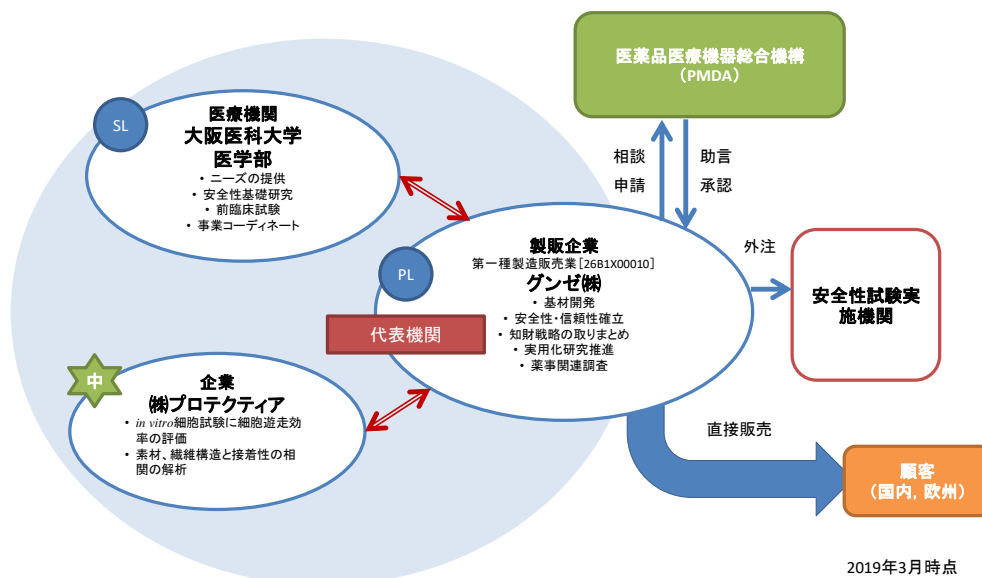 医薬品医療機器総合機構
（PMDA）
SL
医療機関
大阪医科大学
医学部
• ニーズの提供
• 安全性基礎研究
• 前臨床試験
• 事業コーディネート
相談
申請
助言
承認
製販企業
第一種製造販売業[26B1X00010]
グンゼ㈱
• 基材開発
• 安全性・信頼性確立
• 知財戦略の取りまとめ
• 実用化研究推進
• 薬事関連調査
PL
代表機関
外注
安全性試験実
施機関
中
企業
㈱プロテクティア
• in vitro細胞試験に細胞遊走効
率の評価
• 素材、繊維構造と接着性の相
関の解析
直接販売
顧客
（国内，欧州）
2019年3月時点